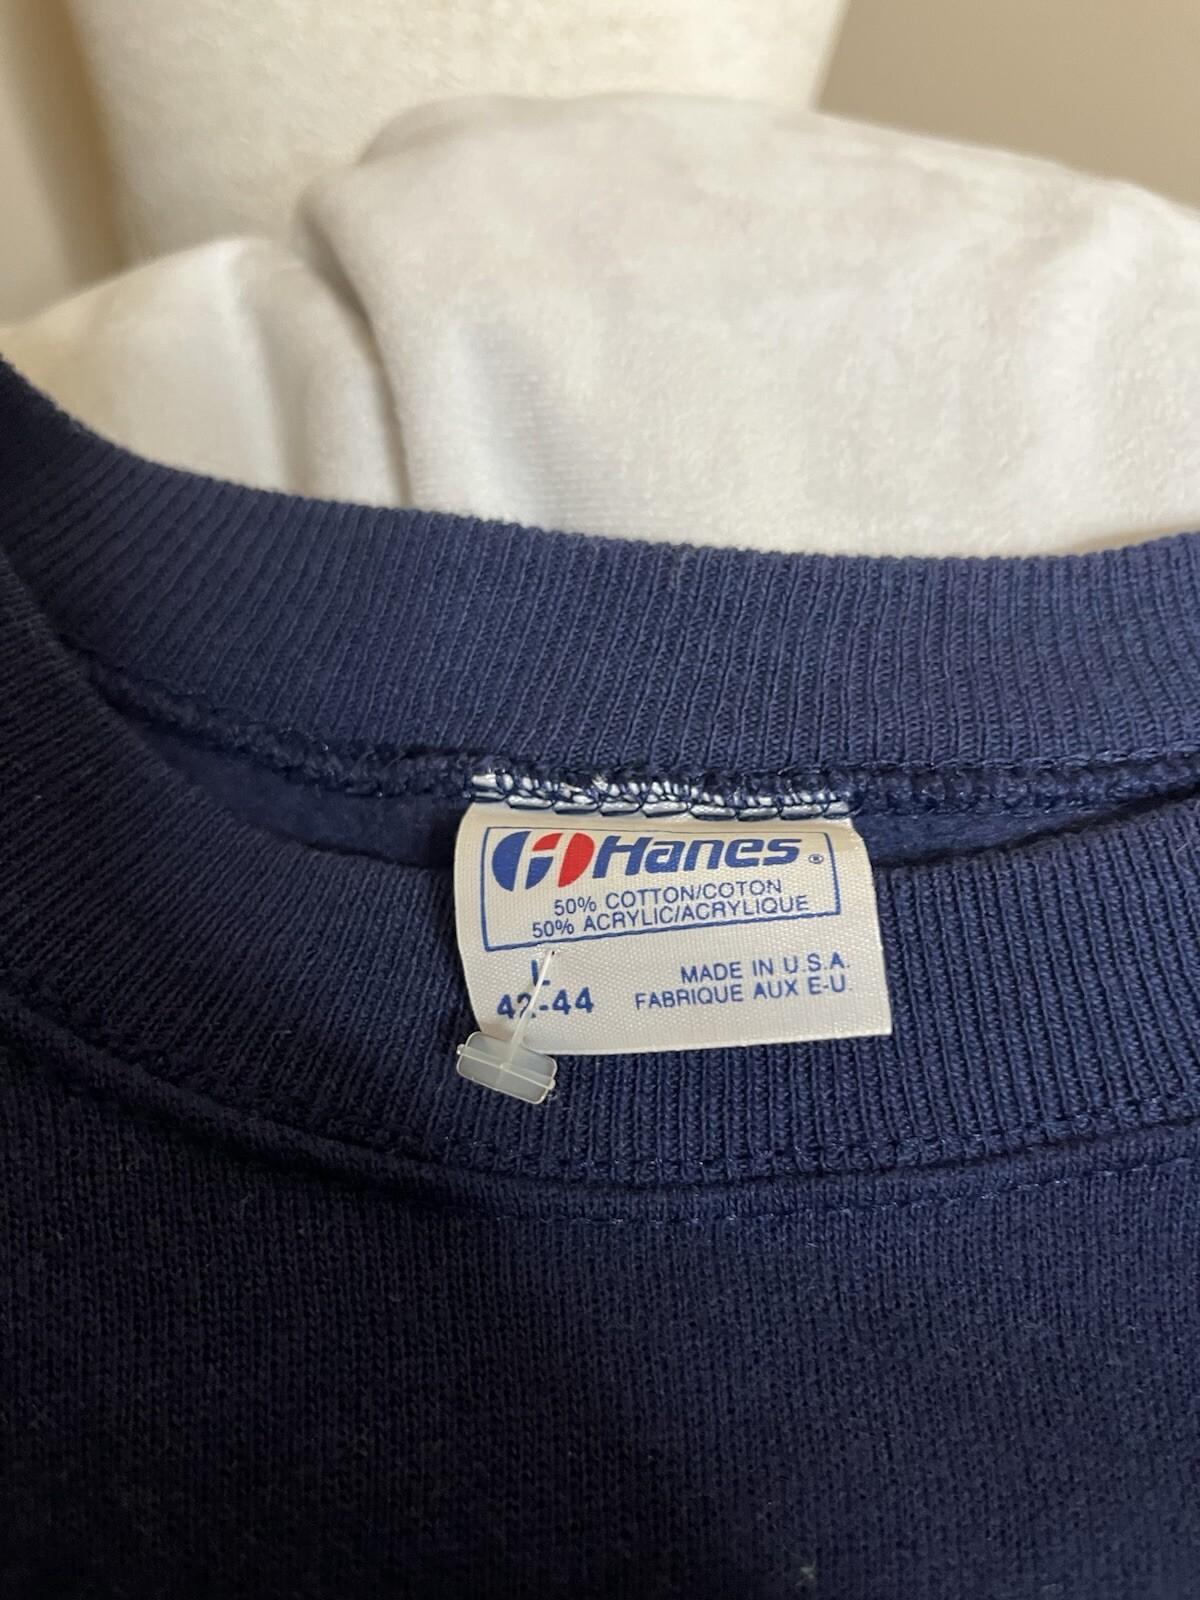 Hanes ®
50% COTTON/COTON
50% ACRYLIC/ACRYLIQUE
L
42-44
MADE IN U.S.A.
FABRIQUE AUX E-U.